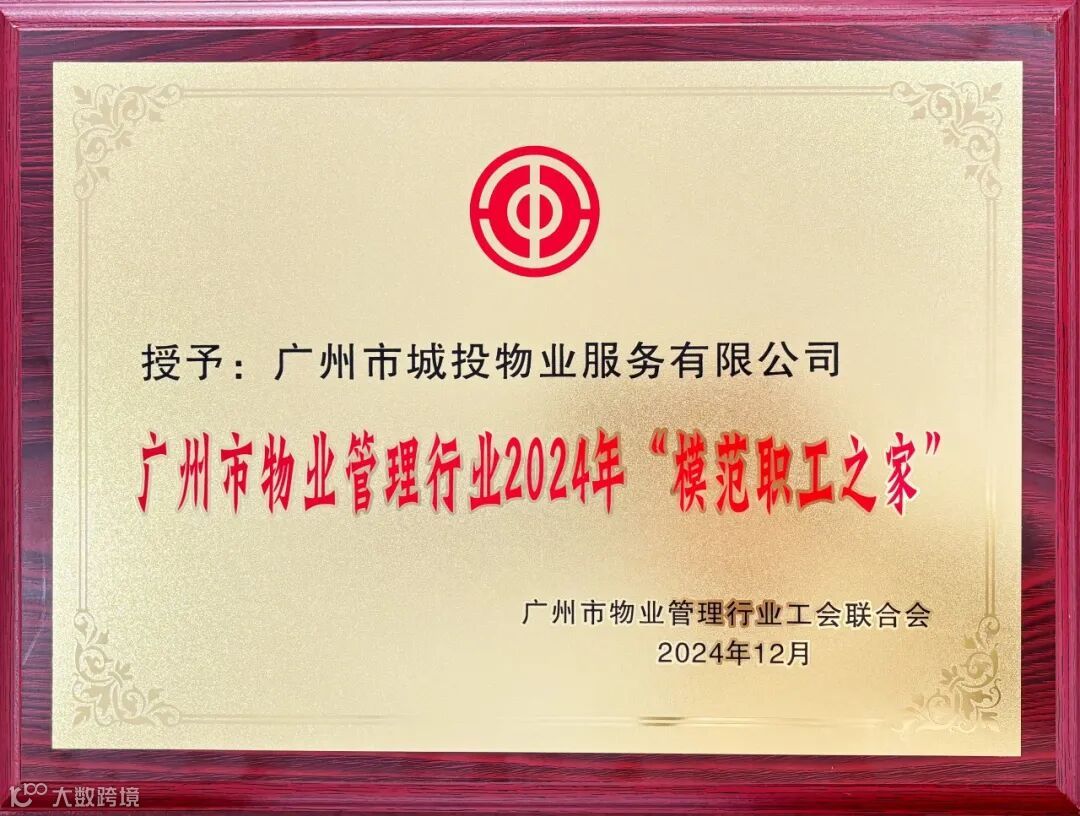 授予：广州市城投物业服务有限公司
广州市物业管理行业2024年“模范职工之家”
广州市物业管理行业工会联合会
2024年12月
大数跨境